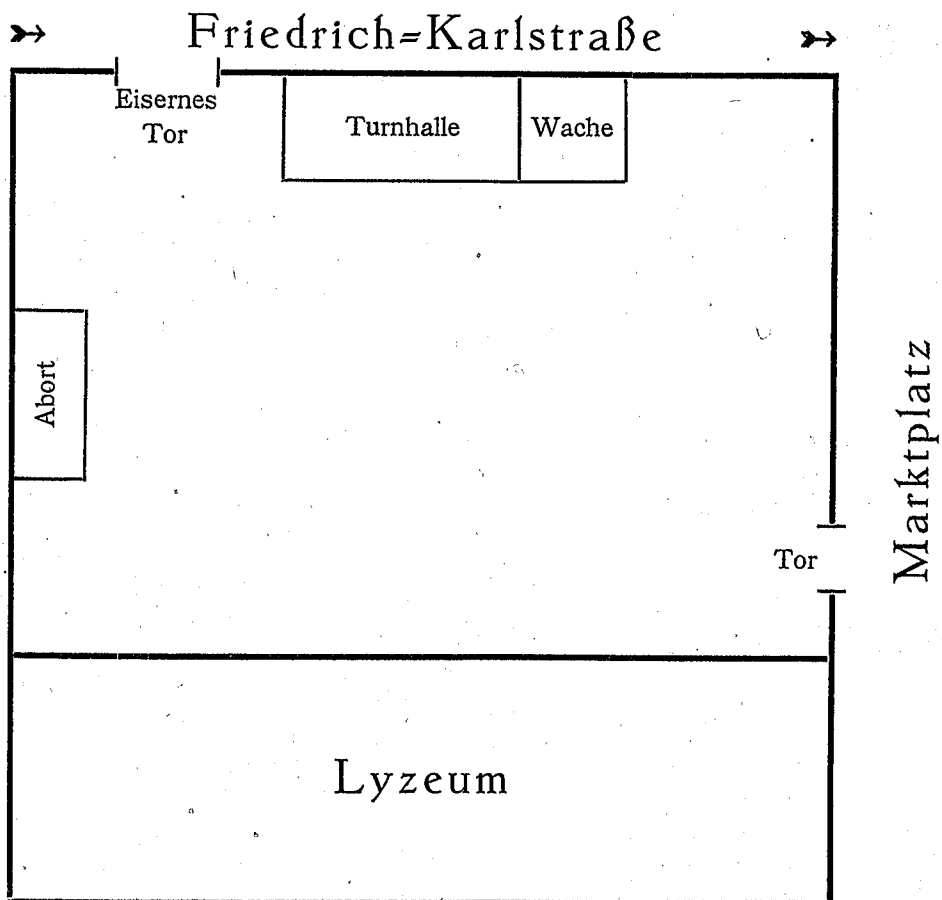 Friedrich=Karlstraße
Eisernes
Tor
Turnhalle
Wache
Abort
Marktplatz
Tor
Lyzeum